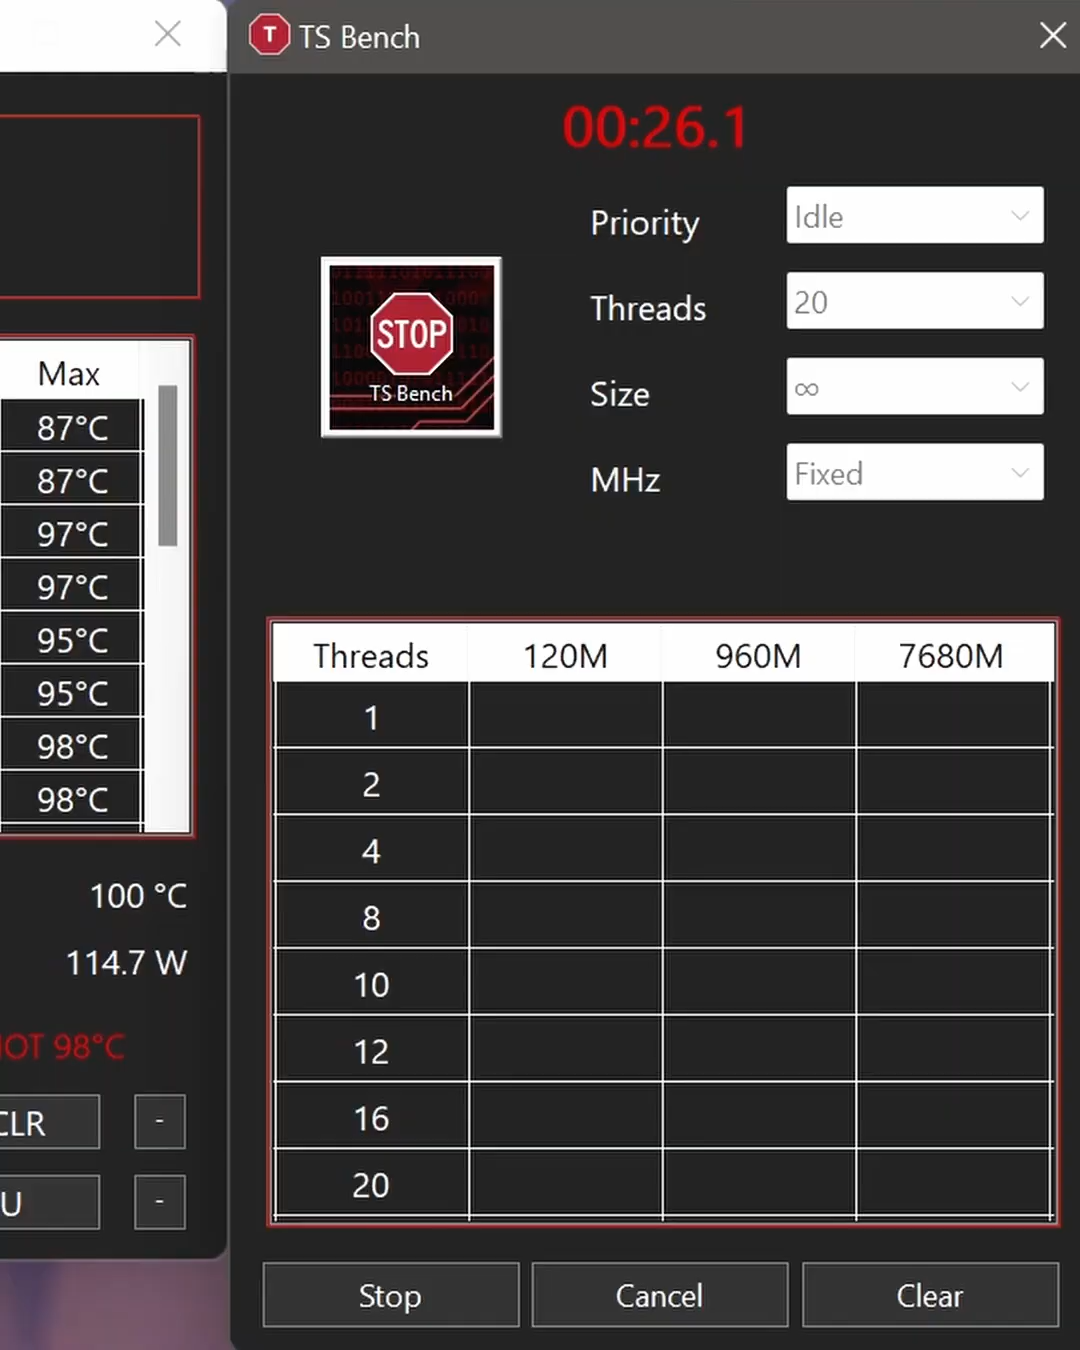 T TS Bench
00:26.1
Priority Idle
Threads 20
Size ∞
MHz Fixed
STOP
TS Bench
Max
87°C
87°C
97°C
97°C
95°C
95°C
98°C
98°C
100 °C
114.7 W
98°C
CLR -
U -
Threads 120M 960M 7680M
1
2
4
8
10
12
16
20
Stop Cancel Clear